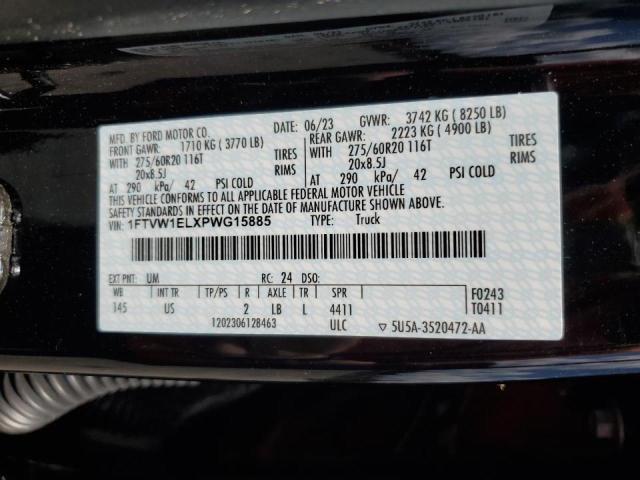 MFD. BY FORD MOTOR CO.
DATE: 06/23 GVWR: 3742 KG ( 8250 LB)
FRONT GAWR: 1710 KG ( 3770 LB)
REAR GAWR: 2223 KG ( 4900 LB)
WITH 275/60R20 116T TIRES
20x8.5J RIMS
WITH 275/60R20 116T TIRES
20x8.5J RIMS
AT 290 kPa/ 42 PSI COLD
AT 290 kPa/ 42 PSI COLD
THIS VEHICLE CONFORMS TO ALL APPLICABLE FEDERAL MOTOR VEHICLE
SAFETY STANDARDS IN EFFECT ON THE DATE OF MANUFACTURE SHOWN ABOVE.
VIN: 1FTVW1ELXPWG15885 TYPE: Truck
EXT PNT: UM RC: 24 DSO:
WB INT TR TP/PS R AXLE TR SPR
145 US 2 LB L 4411
F0243
T0411
1202306128463 ULC 5U5A-3520472-AA